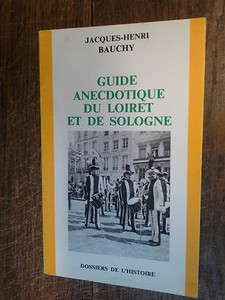 JACQUES-HENRI
BAUCHY
GUIDE
ANECDOTIQUE
DU LOIRET
ET DE SOLOGNE
DOSSIERS DE L'HISTOIRE